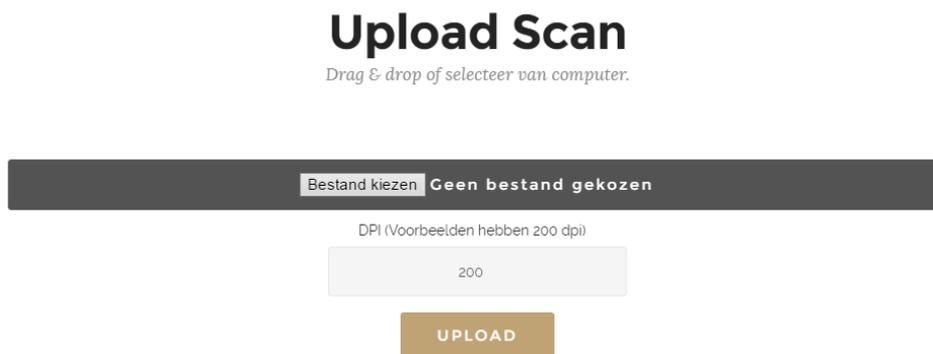 Upload Scan
Drag & drop of selecteer van computer.
Bestand kiezen Geen bestand gekozen
DPI (Voorbeelden hebben 200 dpi)
200
UPLOAD